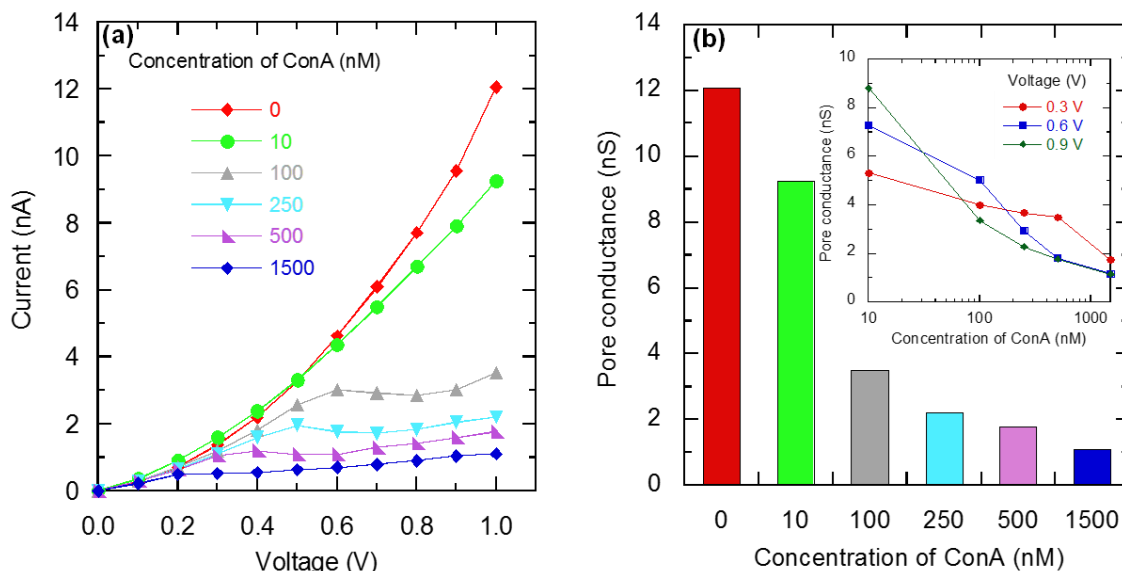 (a)
Concentration of ConA (nM)
0
10
100
250
500
1500
14
12
10
8
6
4
2
0
Current (nA)
0.0 0.2 0.4 0.6 0.8 1.0
Voltage (V)
(b)
14
12
10
8
6
4
2
0
Pore conductance (nS)
0 10 100 250 500 1500
Concentration of ConA (nM)
10
8
6
4
2
0
Pore conductance (nS)
Voltage (V)
0.3 V
0.6 V
0.9 V
10 100 1000
Concentration of ConA (nM)